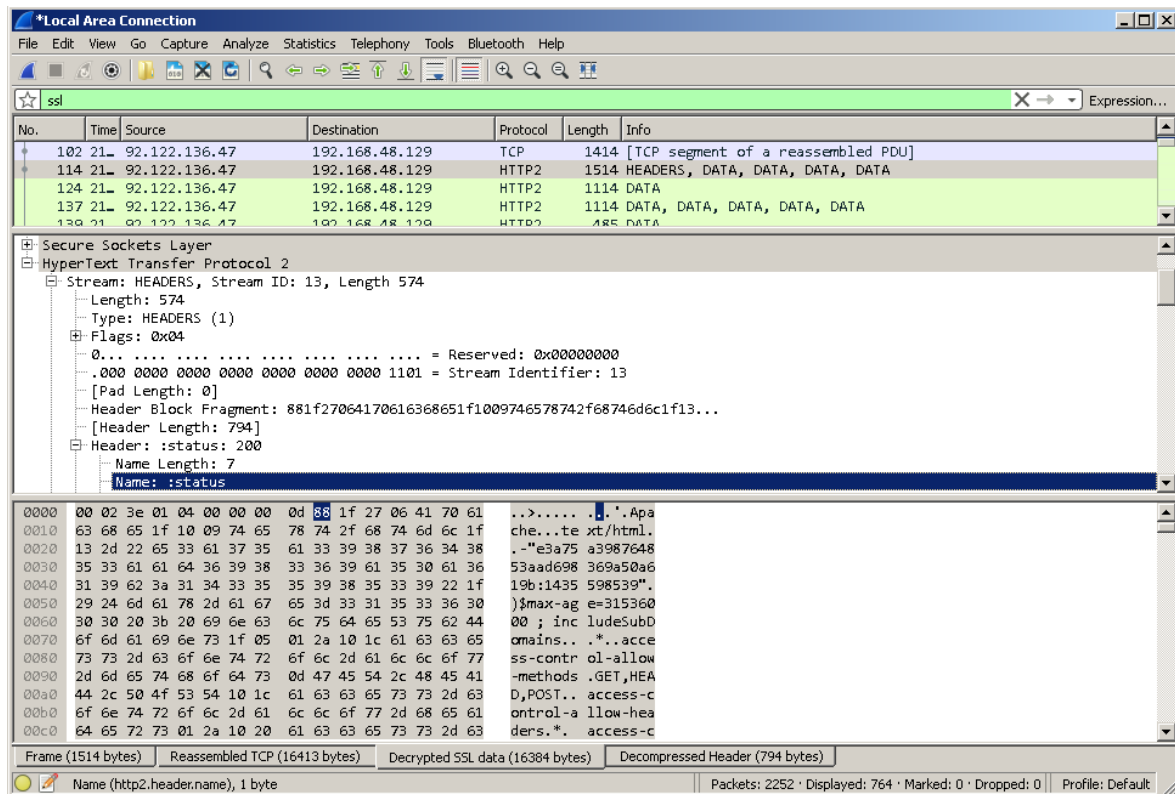 *Local Area Connection
File Edit View Go Capture Analyze Statistics Telephony Tools Bluetooth Help
ssl Expression...
No. Time Source Destination Protocol Length Info
102 21… 92.122.136.47 192.168.48.129 TCP 1414 [TCP segment of a reassembled PDU]
114 21… 92.122.136.47 192.168.48.129 HTTP2 1514 HEADERS, DATA, DATA, DATA, DATA
124 21… 92.122.136.47 192.168.48.129 HTTP2 1114 DATA
137 21… 92.122.136.47 192.168.48.129 HTTP2 1114 DATA, DATA, DATA, DATA, DATA
139 21… 92.122.136.47 192.168.48.129 HTTP2 485 DATA
Secure Sockets Layer
HyperText Transfer Protocol 2
Stream: HEADERS, Stream ID: 13, Length 574
Length: 574
Type: HEADERS (1)
Flags: 0x04
0... .... .... .... .... .... .... .... = Reserved: 0x00000000
.000 0000 0000 0000 0000 0000 0000 1101 = Stream Identifier: 13
[Pad Length: 0]
Header Block Fragment: 881f27064170616368651f1009746578742f68746d6c1f13...
[Header Length: 794]
Header: :status: 200
Name Length: 7
Name: :status
0000 00 02 3e 01 04 00 00 00 0d 88 1f 27 06 41 70 61 ..>..... ...'.Apa
0010 63 68 65 1f 10 09 74 65 78 74 2f 68 74 6d 6c 1f che...te xt/html.
0020 13 2d 22 65 33 61 37 35 61 33 39 38 37 36 34 38 .-"e3a75 a3987648
0030 35 33 61 61 64 36 39 38 33 36 39 61 35 30 61 36 53aad698 369a50a6
0040 31 39 62 3a 31 34 33 35 35 39 38 35 33 39 22 1f 19b:1435 598539".
0050 29 24 6d 61 78 2d 61 67 65 3d 33 31 35 33 36 30 )$max-ag e=315360
0060 30 30 20 3b 20 69 6e 63 6c 75 64 65 53 75 62 44 00 ; inc ludeSubD
0070 6f 6d 61 69 6e 73 1f 05 01 2a 10 1c 61 63 63 65 omains.. .*..acce
0080 73 73 2d 63 6f 6e 74 72 6f 6c 2d 61 6c 6c 6f 77 ss-contr ol-allow
0090 2d 6d 65 74 68 6f 64 73 0d 47 45 54 2c 48 45 41 -methods .GET,HEA
00a0 44 2c 50 4f 53 54 10 1c 61 63 63 65 73 73 2d 63 D,POST.. access-c
00b0 6f 6e 74 72 6f 6c 2d 61 6c 6c 6f 77 2d 68 65 61 ontrol-a llow-hea
00c0 64 65 72 73 01 2a 10 20 61 63 63 65 73 73 2d 63 ders.*. access-c
Frame (1514 bytes) Reassembled TCP (16413 bytes) Decrypted SSL data (16384 bytes) Decompressed Header (794 bytes)
Name (http2.header.name), 1 byte Packets: 2252 · Displayed: 764 · Marked: 0 · Dropped: 0 Profile: Default